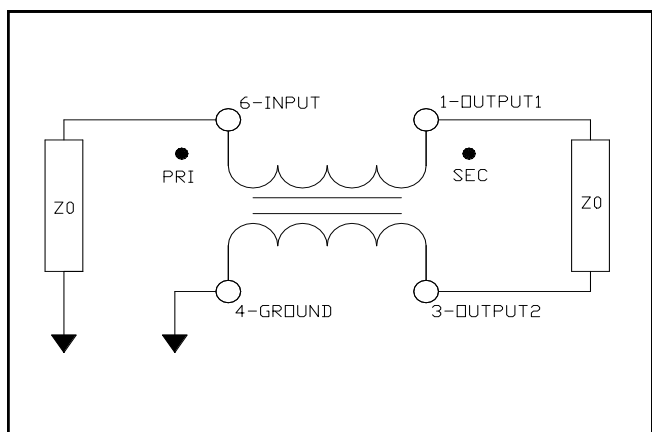 6-INPUT
1-OUTPUT1
PRI
SEC
Z0
Z0
4-GROUND
3-OUTPUT2